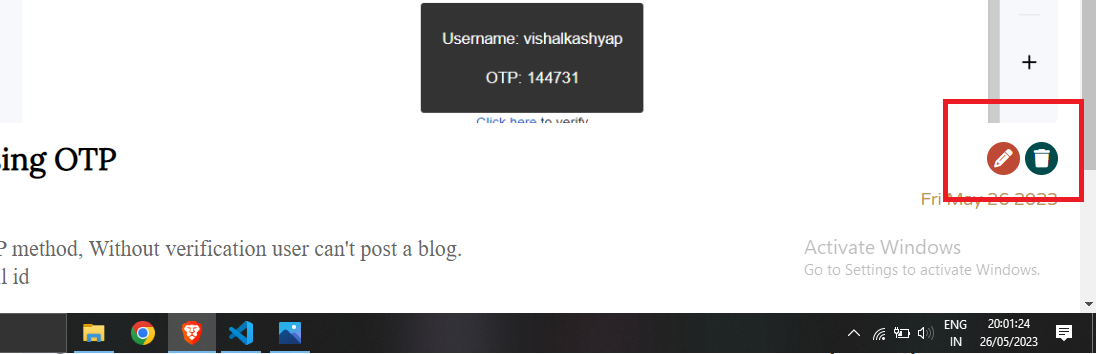 Username: vishalkashyap
OTP: 144731
Click here to verify
ing OTP
Fri May 26 2023
P method, Without verification user can't post a blog.
l id
Activate Windows
Go to Settings to activate Windows.
ENG
IN
20:01:24
26/05/2023